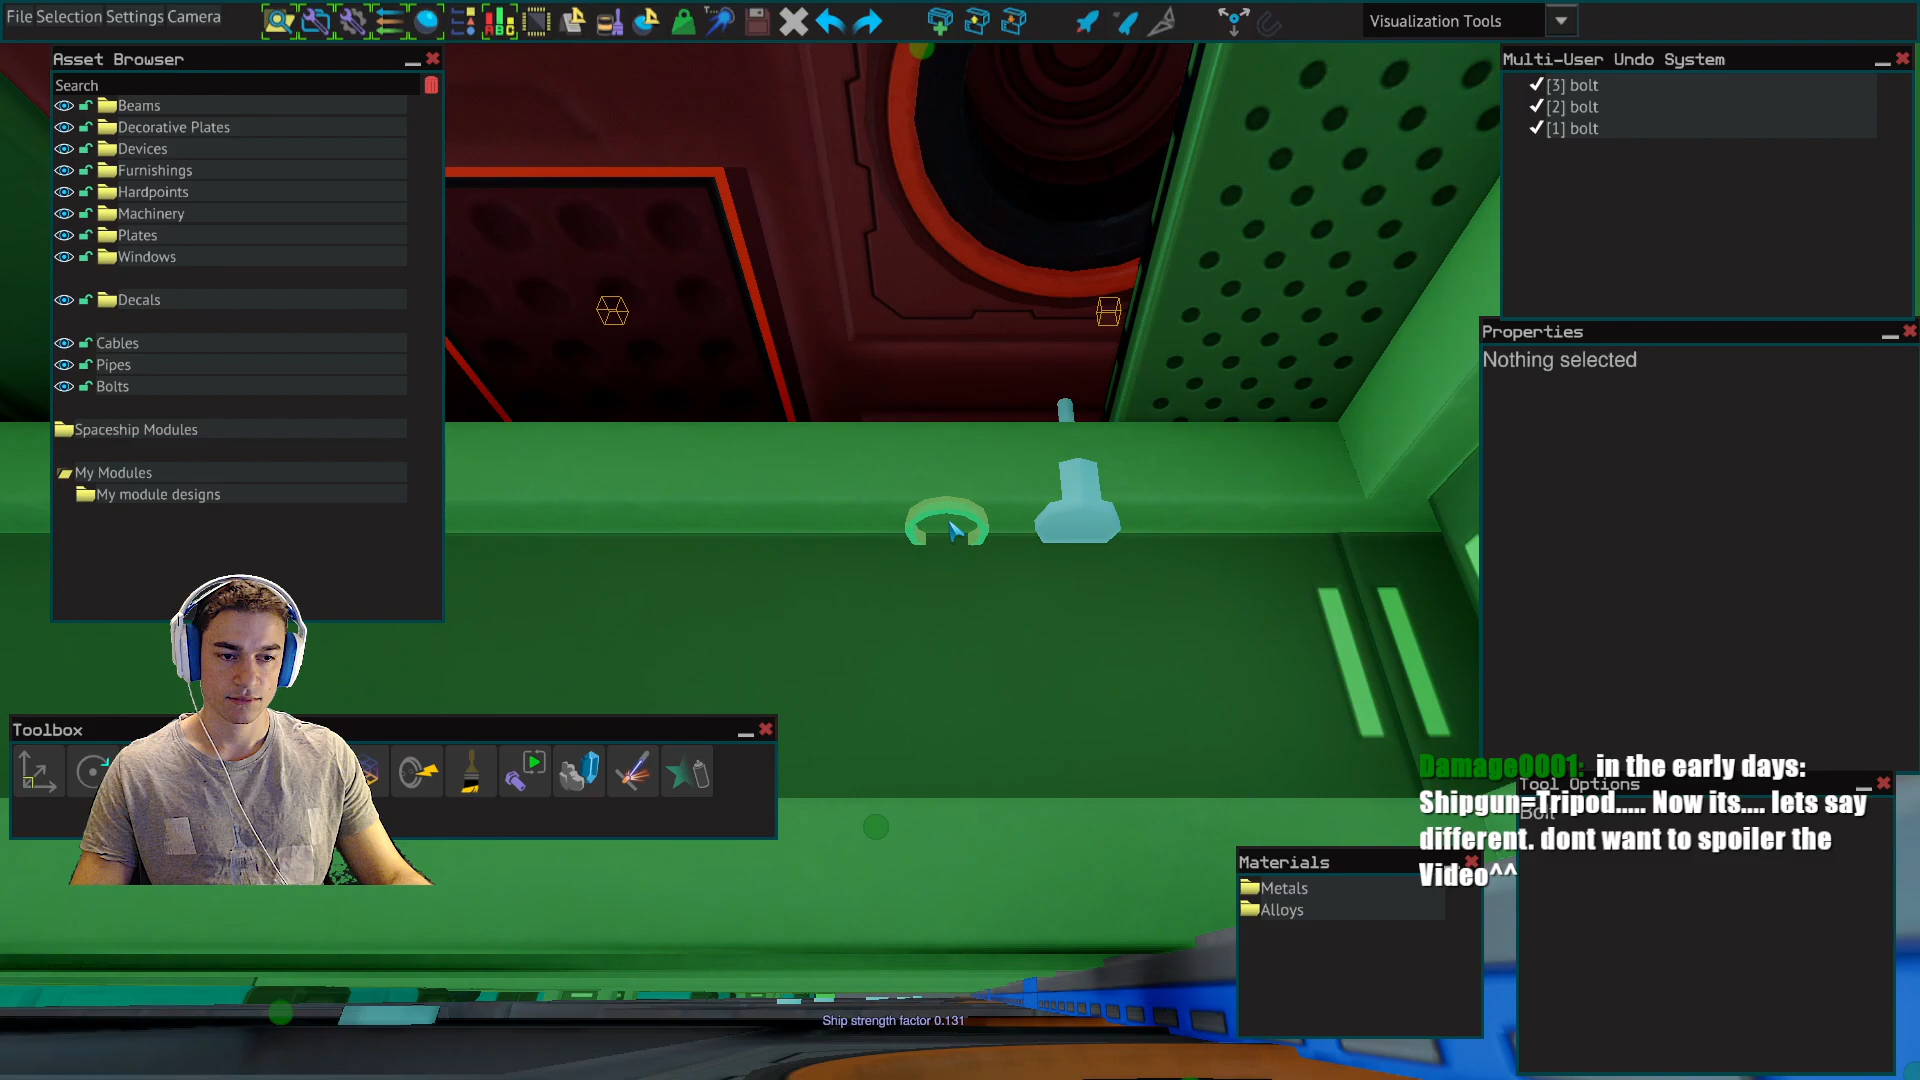 File Selection Settings Camera
Visualization Tools
Asset Browser
Search
Beams
Decorative Plates
Devices
Furnishings
Hardpoints
Machinery
Plates
Windows
Decals
Cables
Pipes
Bolts
Spaceship Modules
My Modules
My module designs
Multi-User Undo System
[3] bolt
[2] bolt
[1] bolt
Properties
Nothing selected
Toolbox
Damage0001: in the early days:
Shipgun=Tripod..... Now its.... lets say
different. dont want to spoiler the
Video^^
Tool Options
Bolt
Materials
Metals
Alloys
Ship strength factor 0.131